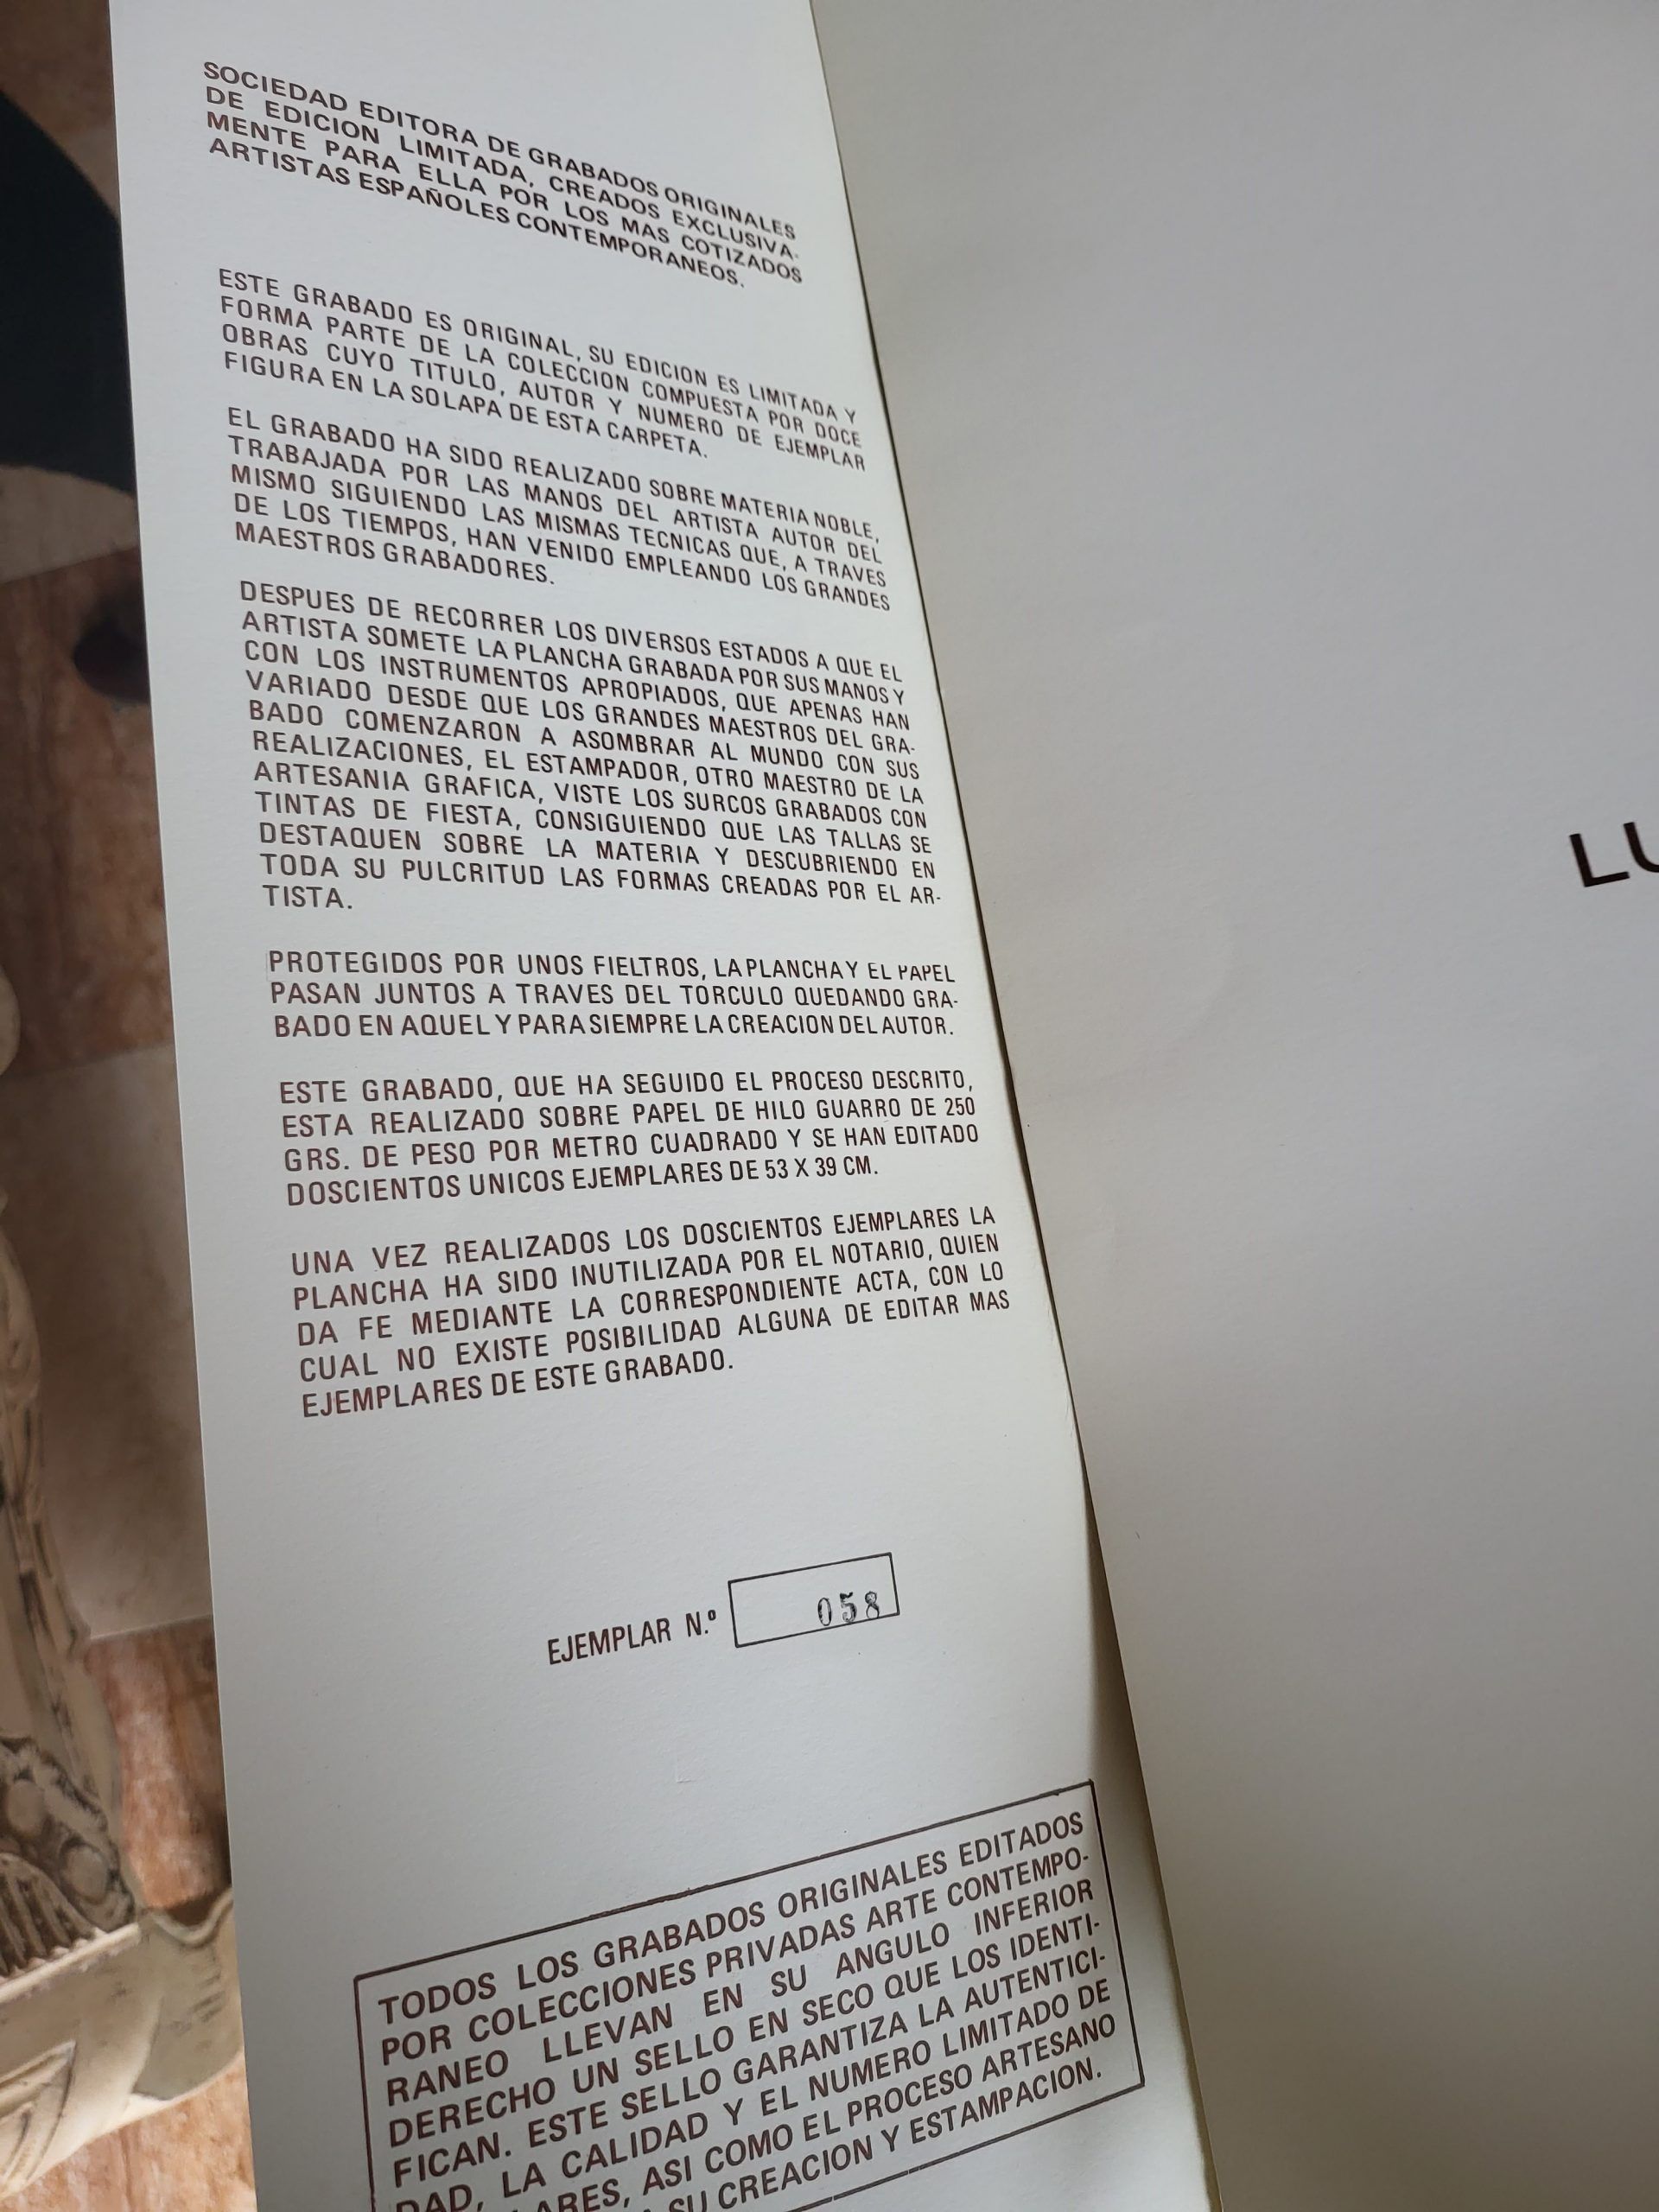 SOCIEDAD EDITORA DE GRABADOS ORIGINALES
DE EDICION LIMITADA, CREADOS EXCLUSIVA-
MENTE PARA ELLA POR LOS MAS COTIZADOS
ARTISTAS ESPAÑOLES CONTEMPORANEOS.
ESTE GRABADO ES ORIGINAL, SU EDICION ES LIMITADA Y
FORMA PARTE DE LA COLECCION COMPUESTA POR DOCE
OBRAS CUYO TITULO, AUTOR Y NUMERO DE EJEMPLAR
FIGURA EN LA SOLAPA DE ESTA CARPETA.
EL GRABADO HA SIDO REALIZADO SOBRE MATERIA NOBLE,
TRABAJADA POR LAS MANOS DEL ARTISTA AUTOR DEL
MISMO SIGUIENDO LAS MISMAS TECNICAS QUE, A TRAVES
DE LOS TIEMPOS, HAN VENIDO EMPLEANDO LOS GRANDES
MAESTROS GRABADORES.
DESPUES DE RECORRER LOS DIVERSOS ESTADOS A QUE EL
ARTISTA SOMETE LA PLANCHA GRABADA POR SUS MANOS Y
CON LOS INSTRUMENTOS APROPIADOS, QUE APENAS HAN
VARIADO DESDE QUE LOS GRANDES MAESTROS DEL GRA-
BADO COMENZARON A ASOMBRAR AL MUNDO CON SUS
REALIZACIONES, EL ESTAMPADOR, OTRO MAESTRO DE LA
ARTESANIA GRAFICA, VISTE LOS SURCOS GRABADOS CON
TINTAS DE FIESTA, CONSIGUIENDO QUE LAS TALLAS SE
DESTAQUEN SOBRE LA MATERIA Y DESCUBRIENDO EN
TODA SU PULCRITUD LAS FORMAS CREADAS POR EL AR-
TISTA.
PROTEGIDOS POR UNOS FIELTROS, LA PLANCHA Y EL PAPEL
PASAN JUNTOS A TRAVES DEL TORCULO QUEDANDO GRA-
BADO EN AQUEL Y PARA SIEMPRE LA CREACION DEL AUTOR.
ESTE GRABADO, QUE HA SEGUIDO EL PROCESO DESCRITO,
ESTA REALIZADO SOBRE PAPEL DE HILO GUARRO DE 250
GRS. DE PESO POR METRO CUADRADO Y SE HAN EDITADO
DOSCIENTOS UNICOS EJEMPLARES DE 53 X 39 CM.
UNA VEZ REALIZADOS LOS DOSCIENTOS EJEMPLARES LA
PLANCHA HA SIDO INUTILIZADA POR EL NOTARIO, QUIEN
DA FE MEDIANTE LA CORRESPONDIENTE ACTA, CON LO
CUAL NO EXISTE POSIBILIDAD ALGUNA DE EDITAR MAS
EJEMPLARES DE ESTE GRABADO.
EJEMPLAR N.º 058
TODOS LOS GRABADOS ORIGINALES EDITADOS
POR COLECCIONES PRIVADAS ARTE CONTEMPO-
RANEO LLEVAN EN SU ANGULO INFERIOR
DERECHO UN SELLO EN SECO QUE LOS IDENTI-
FICAN. ESTE SELLO GARANTIZA LA AUTENTICI-
DAD, LA CALIDAD Y EL NUMERO LIMITADO DE
LARES, ASI COMO EL PROCESO ARTESANO
SU CREACION Y ESTAMPACION.
LU